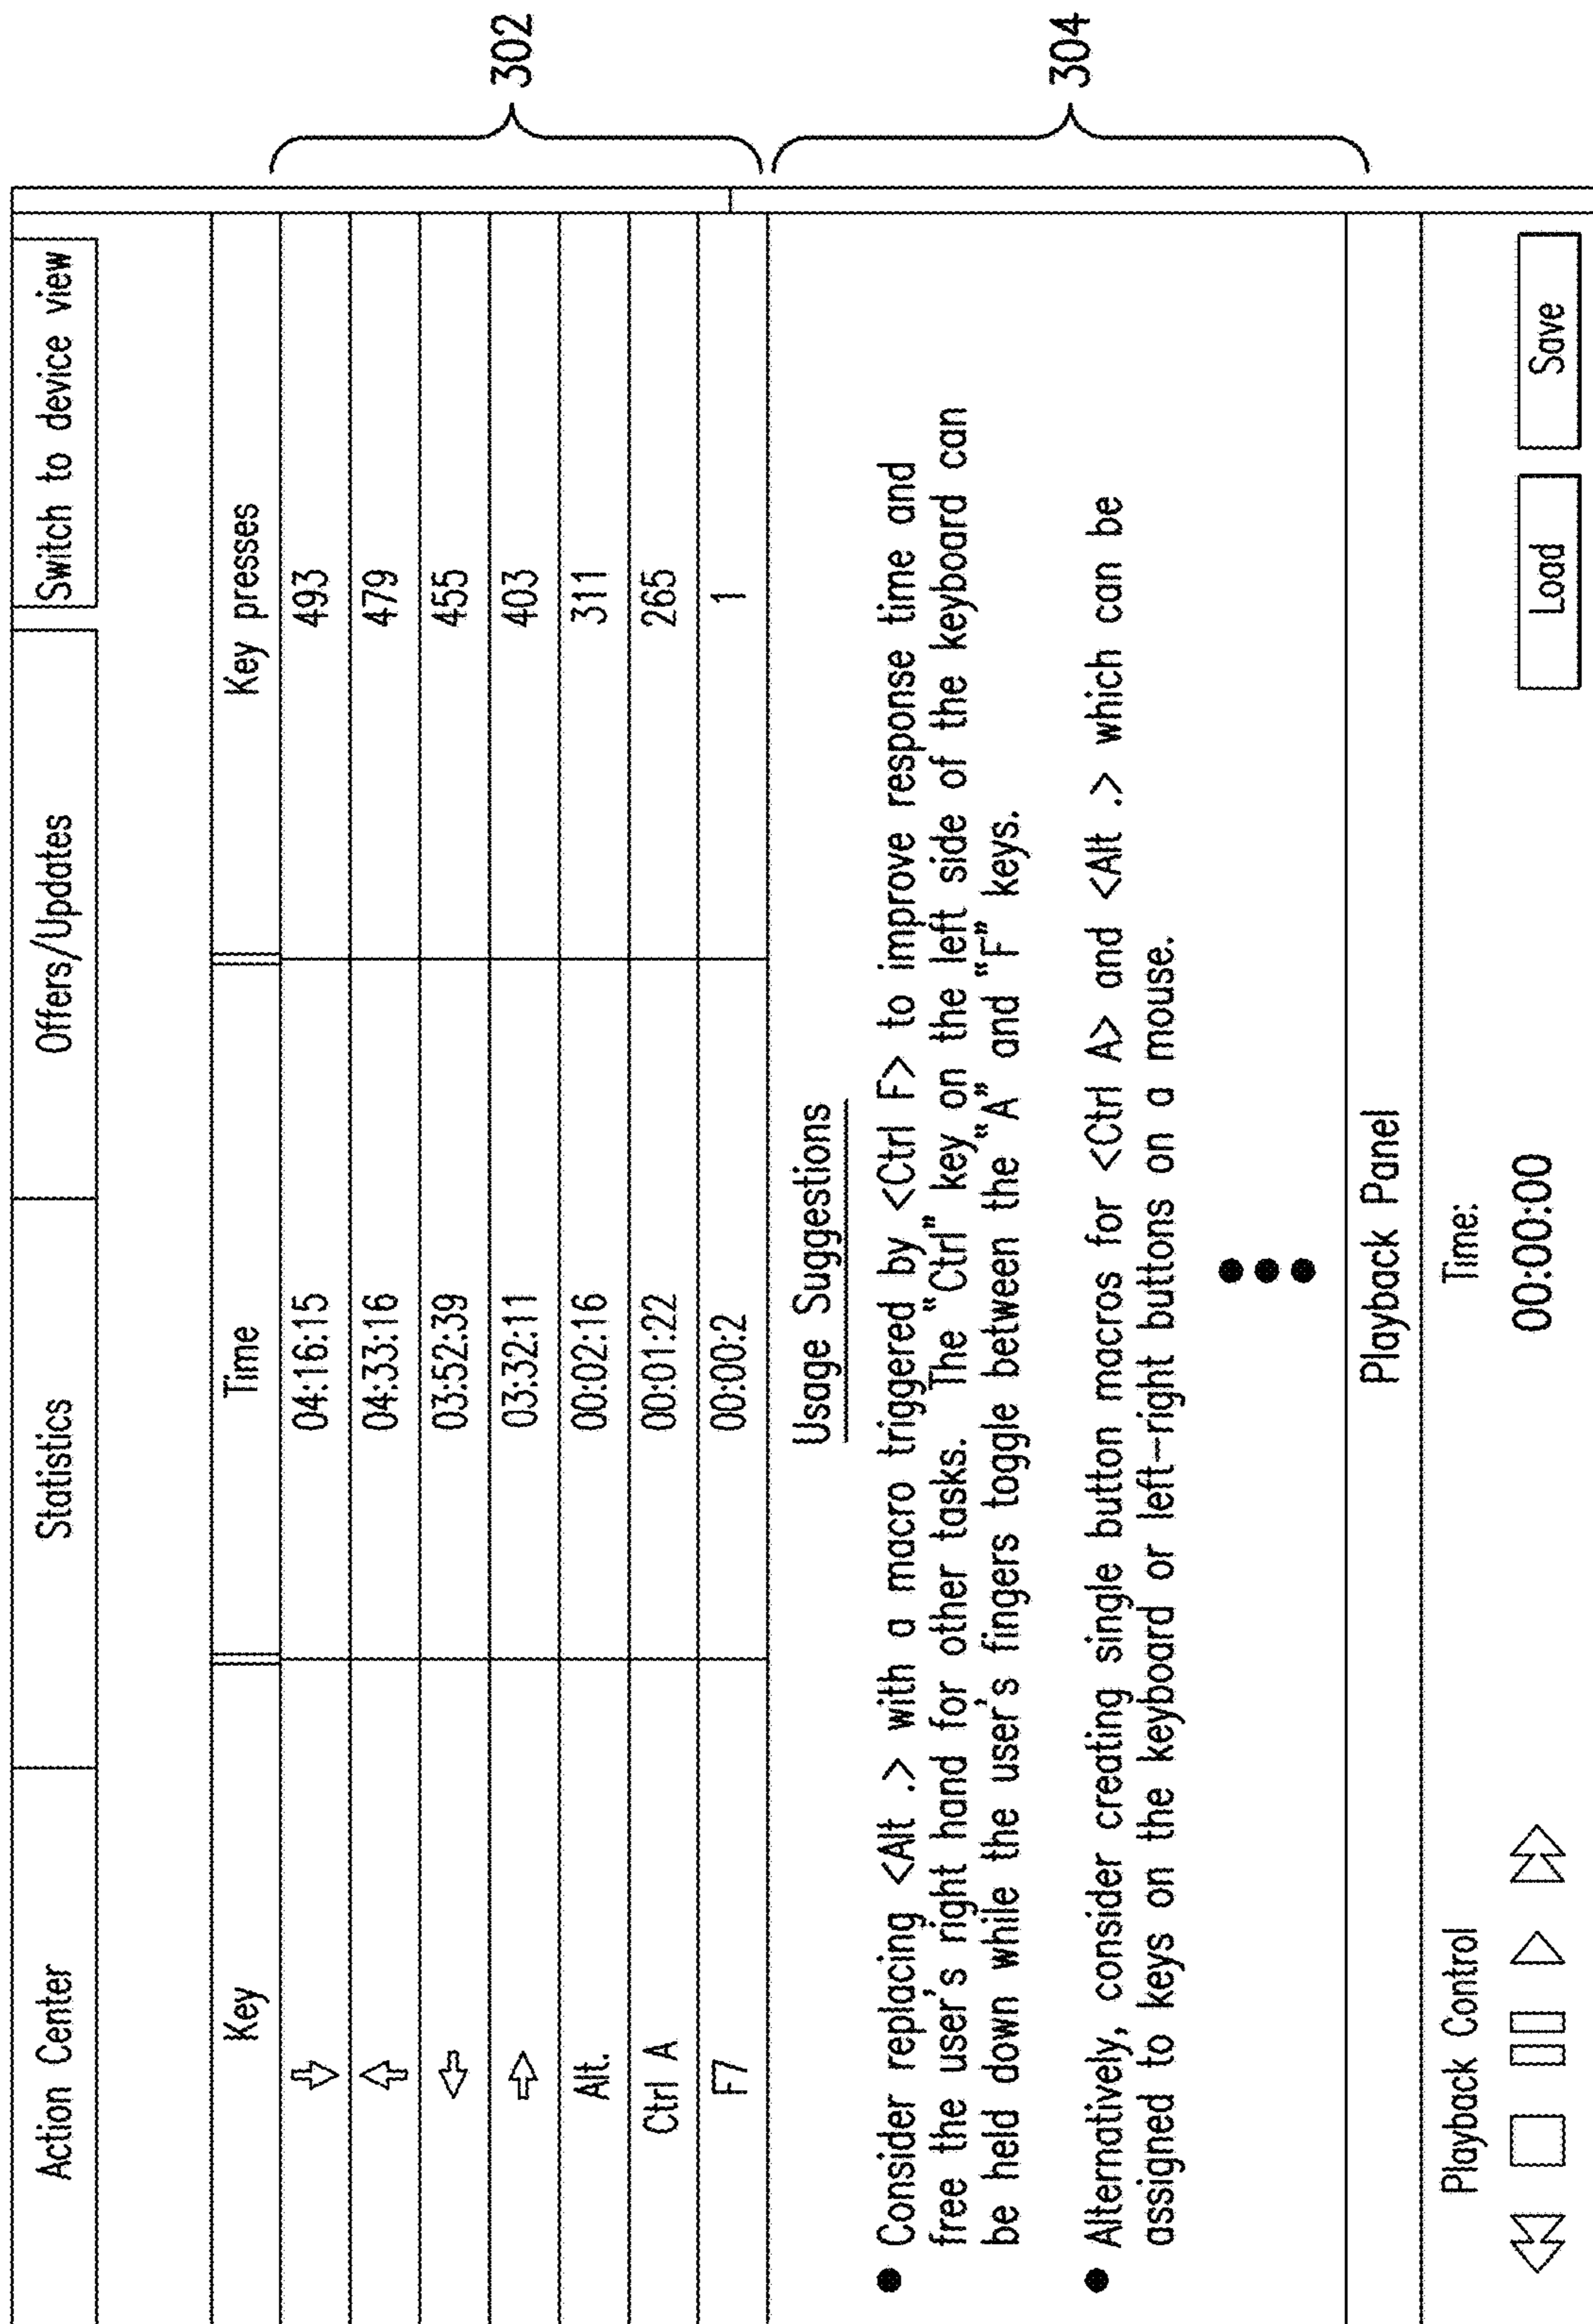 Action Center Statistics Offers/Updates Switch to device view
Key Time Key presses
⇩ 04:16:15 493
⇧ 04:33:16 479
⇦ 03:52:39 455
⇨ 03:32:11 403
Alt. 00:02:16 311
Ctrl A 00:01:22 265
F7 00:00:2 1
302
Usage Suggestions
● Consider replacing <Alt .> with a macro triggered by <Ctrl F> to improve response time and
free the user's right hand for other tasks. The "Ctrl" key on the left side of the keyboard can
be held down while the user's fingers toggle between the "A" and "F" keys.
● Alternatively, consider creating single button macros for <Ctrl A> and <Alt .> which can be
assigned to keys on the keyboard or left-right buttons on a mouse.
304
Playback Panel
Playback Control Time:
00:00:00 Load Save